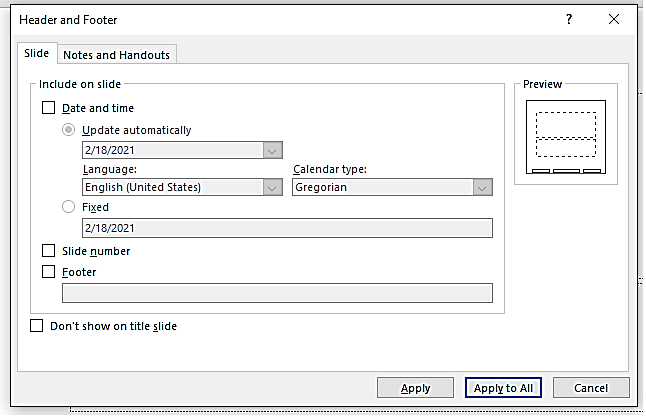 Header and Footer ?
Slide Notes and Handouts
Include on slide Preview
Date and time
Update automatically
2/18/2021
Language: Calendar type:
English (United States) Gregorian
Fixed
2/18/2021
Slide number
Footer
Don't show on title slide
Apply Apply to All Cancel